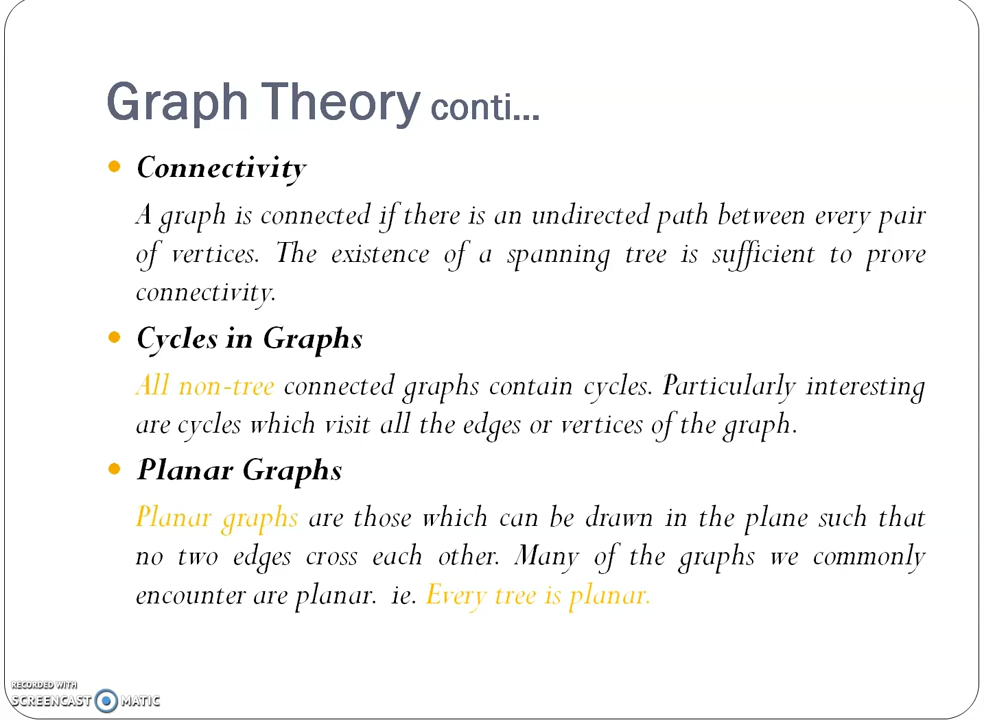 Graph Theory conti...
Connectivity
A graph is connected if there is an undirected path between every pair
of vertices. The existence of a spanning tree is sufficient to prove
connectivity.
Cycles in Graphs
All non-tree connected graphs contain cycles. Particularly interesting
are cycles which visit all the edges or vertices of the graph.
Planar Graphs
Planar graphs are those which can be drawn in the plane such that
no two edges cross each other. Many of the graphs we commonly
encounter are planar. ie. Every tree is planar.
RECORDED WITH
SCREENCAST MATIC